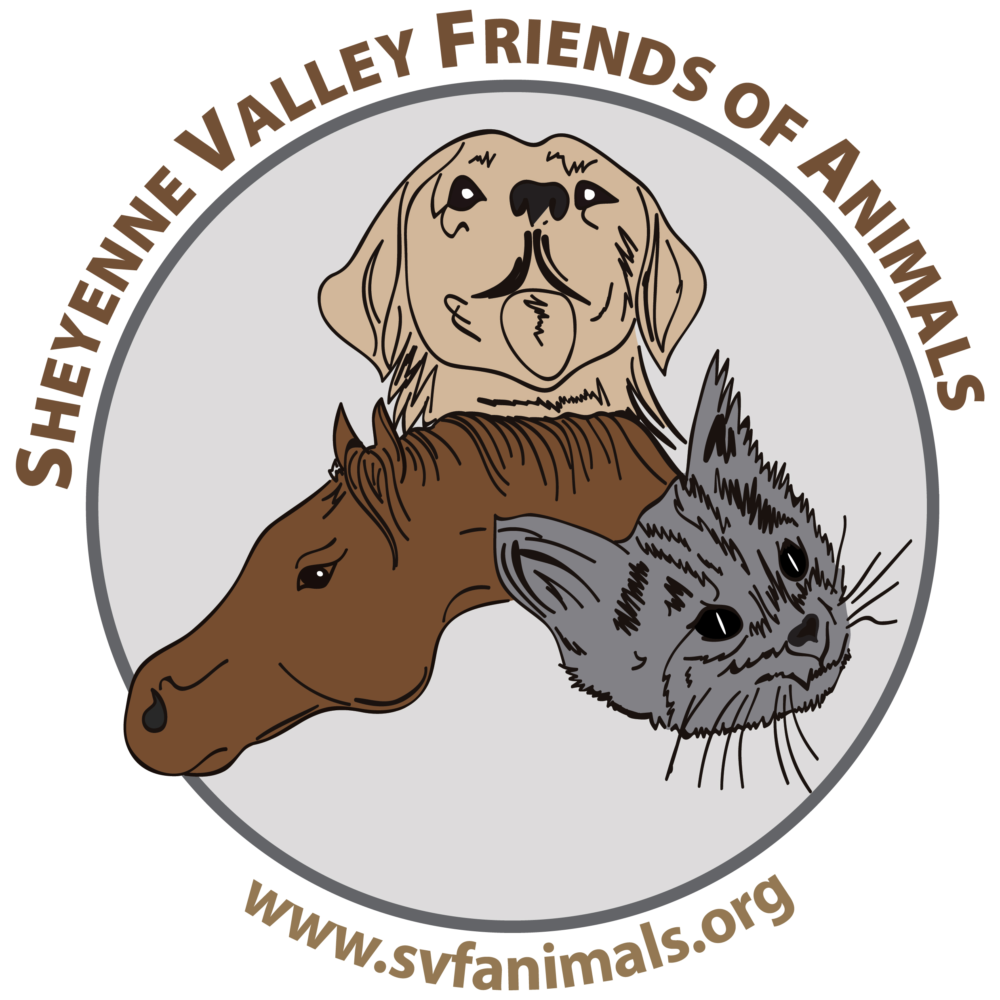 SHEYENNE VALLEY FRIENDS OF ANIMALS
www.svfanimals.org